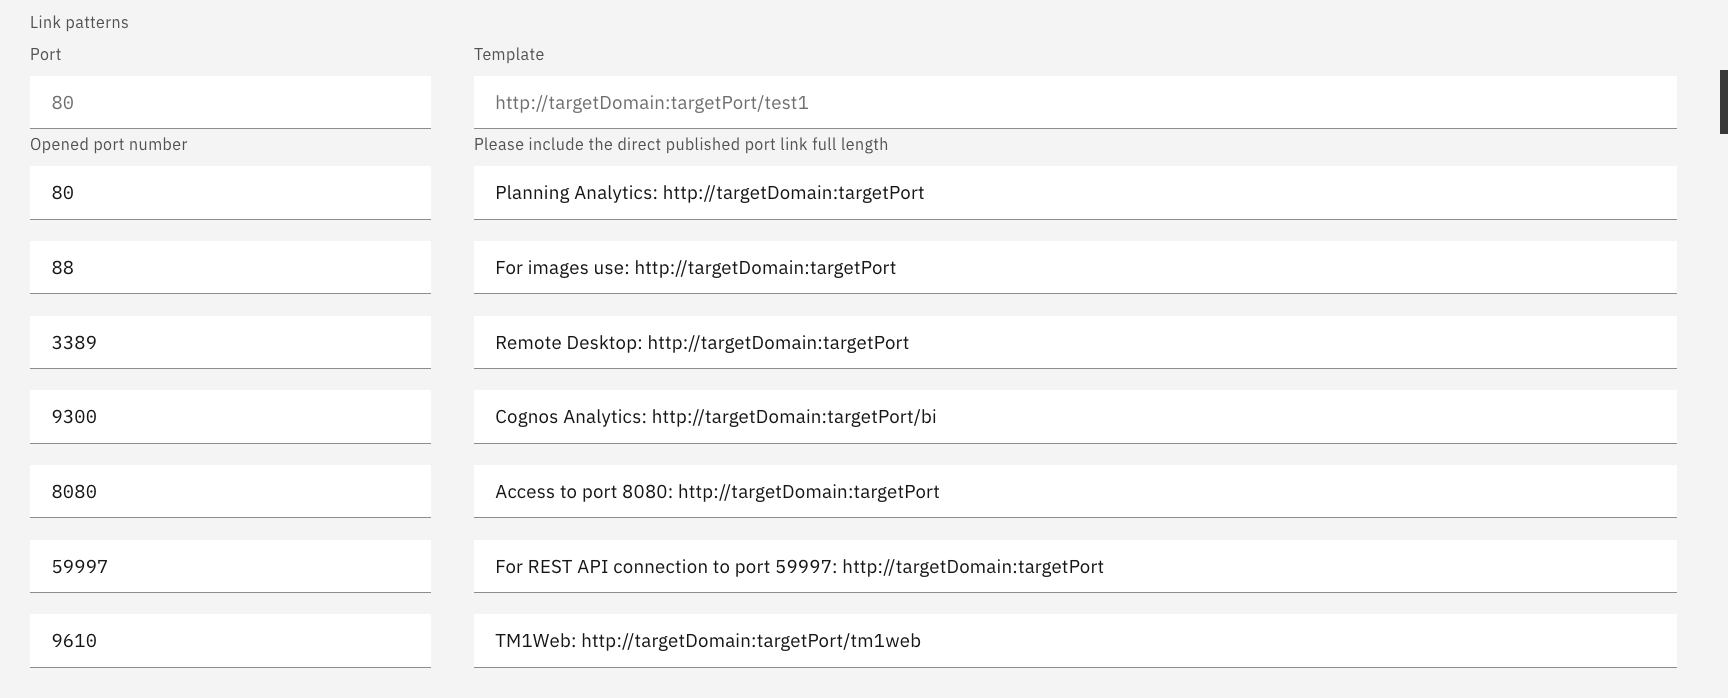 Link patterns
Port Template
80 http://targetDomain:targetPort/test1
Opened port number Please include the direct published port link full length
80 Planning Analytics: http://targetDomain:targetPort
88 For images use: http://targetDomain:targetPort
3389 Remote Desktop: http://targetDomain:targetPort
9300 Cognos Analytics: http://targetDomain:targetPort/bi
8080 Access to port 8080: http://targetDomain:targetPort
59997 For REST API connection to port 59997: http://targetDomain:targetPort
9610 TM1Web: http://targetDomain:targetPort/tm1web